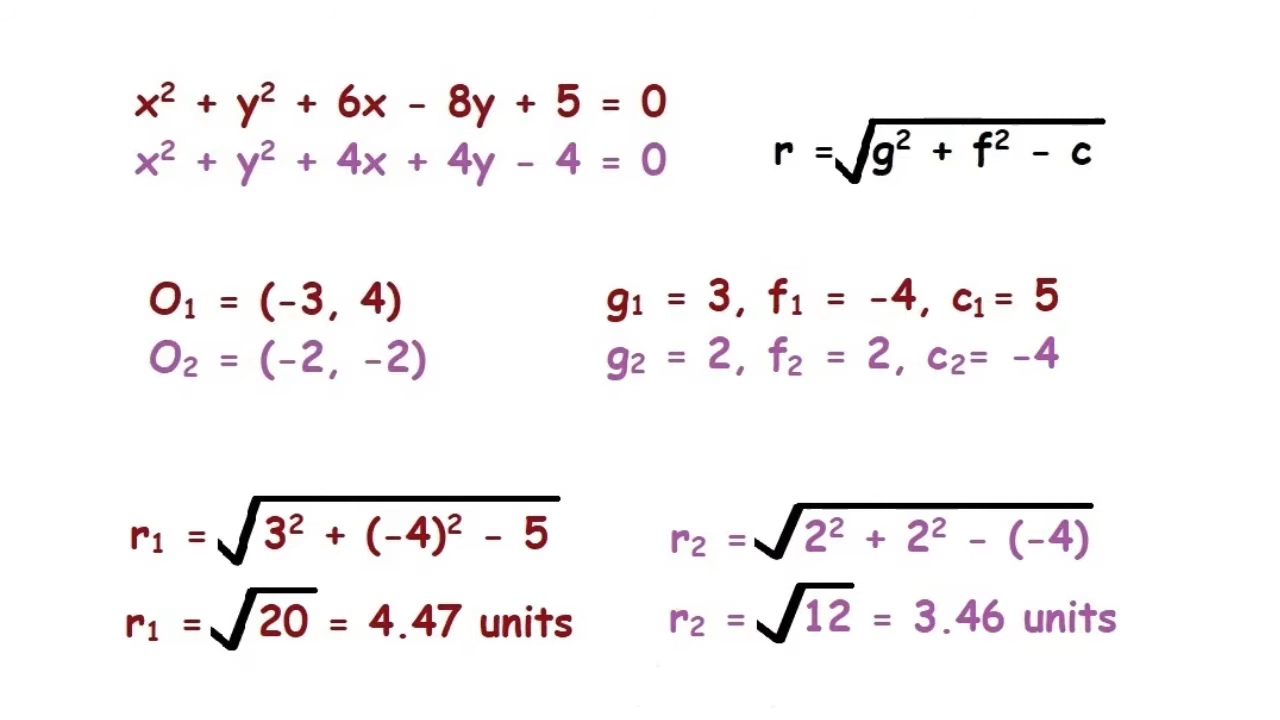 x² + y² + 6x - 8y + 5 = 0
x² + y² + 4x + 4y - 4 = 0
r = √g² + f² - c
O₁ = (-3, 4)
O₂ = (-2, -2)
g₁ = 3, f₁ = -4, c₁= 5
g₂ = 2, f₂ = 2, c₂= -4
r₁ = √3² + (-4)² - 5
r₁ = √20 = 4.47 units
r₂ = √2² + 2² - (-4)
r₂ = √12 = 3.46 units